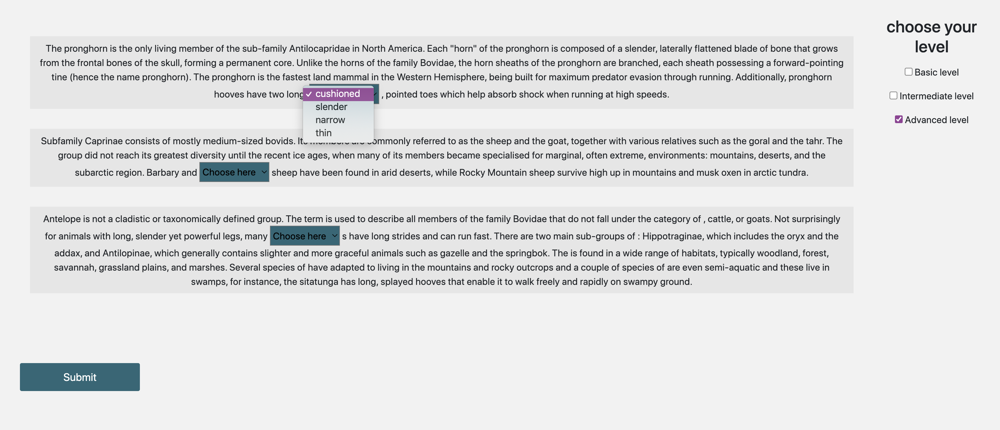 choose your
level
Basic level
Intermediate level
Advanced level
The pronghorn is the only living member of the sub-family Antilocapridae in North America. Each "horn" of the pronghorn is composed of a slender, laterally flattened blade of bone that grows
from the frontal bones of the skull, forming a permanent core. Unlike the horns of the family Bovidae, the horn sheaths of the pronghorn are branched, each sheath possessing a forward-pointing
tine (hence the name pronghorn). The pronghorn is the fastest land mammal in the Western Hemisphere, being built for maximum predator evasion through running. Additionally, pronghorn
hooves have two long ✓ cushioned , pointed toes which help absorb shock when running at high speeds.
slender
narrow
thin
Subfamily Caprinae consists of mostly medium-sized bovids. Its members are commonly referred to as the sheep and the goat, together with various relatives such as the goral and the tahr. The
group did not reach its greatest diversity until the recent ice ages, when many of its members became specialised for marginal, often extreme, environments: mountains, deserts, and the
subarctic region. Barbary and Choose here sheep have been found in arid deserts, while Rocky Mountain sheep survive high up in mountains and musk oxen in arctic tundra.
Antelope is not a cladistic or taxonomically defined group. The term is used to describe all members of the family Bovidae that do not fall under the category of , cattle, or goats. Not surprisingly
for animals with long, slender yet powerful legs, many Choose here s have long strides and can run fast. There are two main sub-groups of : Hippotraginae, which includes the oryx and the
addax, and Antilopinae, which generally contains slighter and more graceful animals such as gazelle and the springbok. The is found in a wide range of habitats, typically woodland, forest,
savannah, grassland plains, and marshes. Several species of have adapted to living in the mountains and rocky outcrops and a couple of species of are even semi-aquatic and these live in
swamps, for instance, the sitatunga has long, splayed hooves that enable it to walk freely and rapidly on swampy ground.
Submit